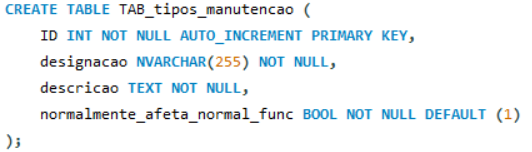 CREATE TABLE TAB_tipos_manutencao (
ID INT NOT NULL AUTO_INCREMENT PRIMARY KEY,
designacao NVARCHAR(255) NOT NULL,
descricao TEXT NOT NULL,
normalmente_afeta_normal_func BOOL NOT NULL DEFAULT (1)
);